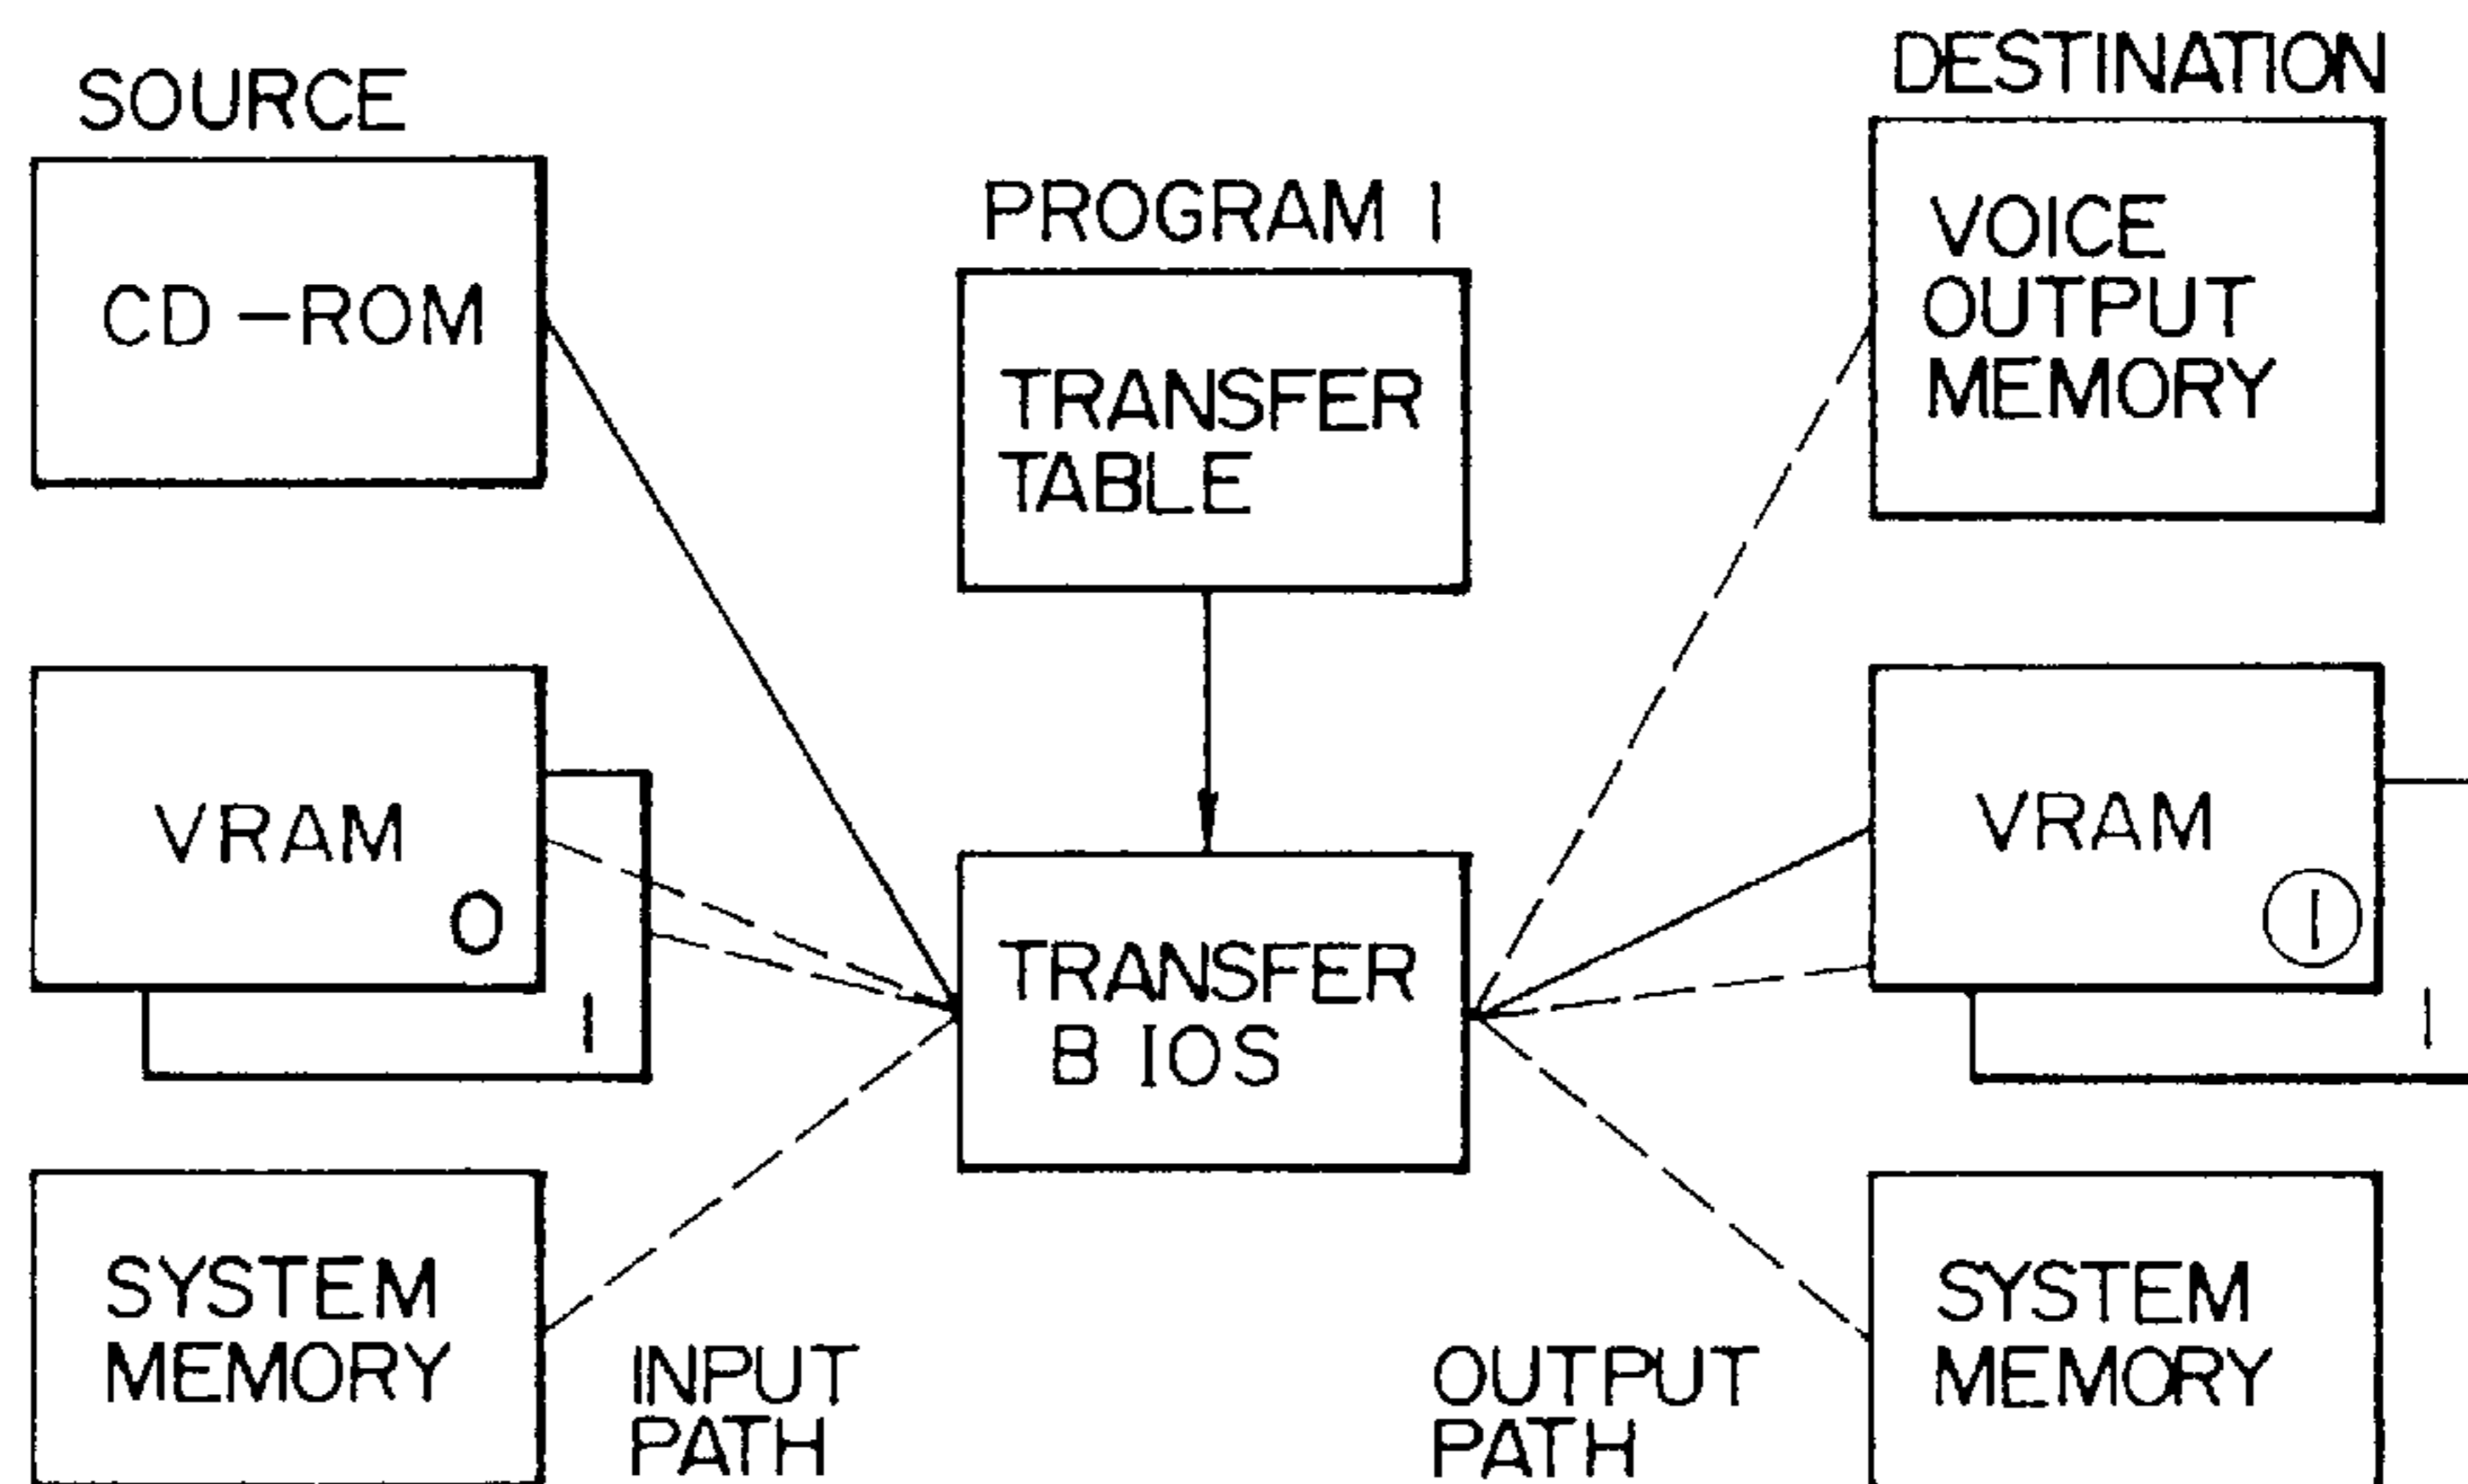 SOURCE
CD-ROM
VRAM
0
1
SYSTEM
MEMORY
INPUT
PATH
PROGRAM 1
TRANSFER
TABLE
TRANSFER
BIOS
OUTPUT
PATH
DESTINATION
VOICE
OUTPUT
MEMORY
VRAM
1
1
SYSTEM
MEMORY